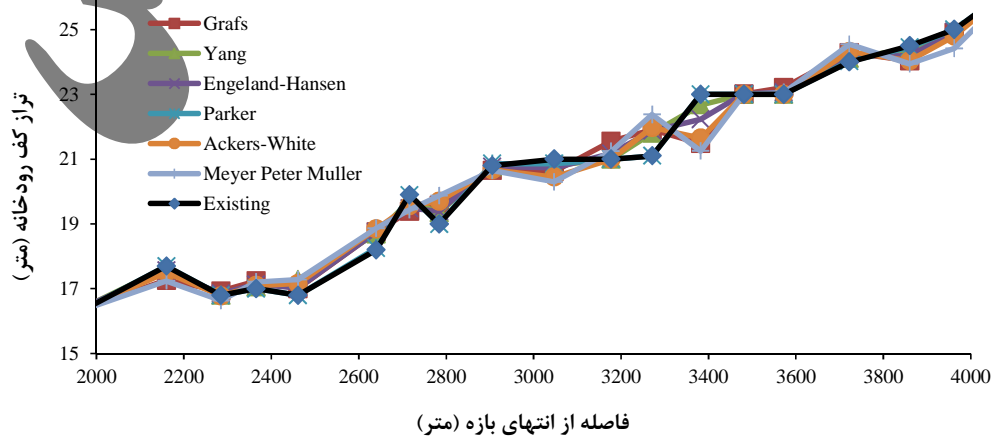 Grafs
25
Yang
Engeland-Hansen
23
Parker
Ackers-White
21
Meyer Peter Muller
Existing
19
17
15
تراز کف رودخانه (متر)
2000 2200 2400 2600 2800 3000 3200 3400 3600 3800 4000
فاصله از انتهای بازه (متر)